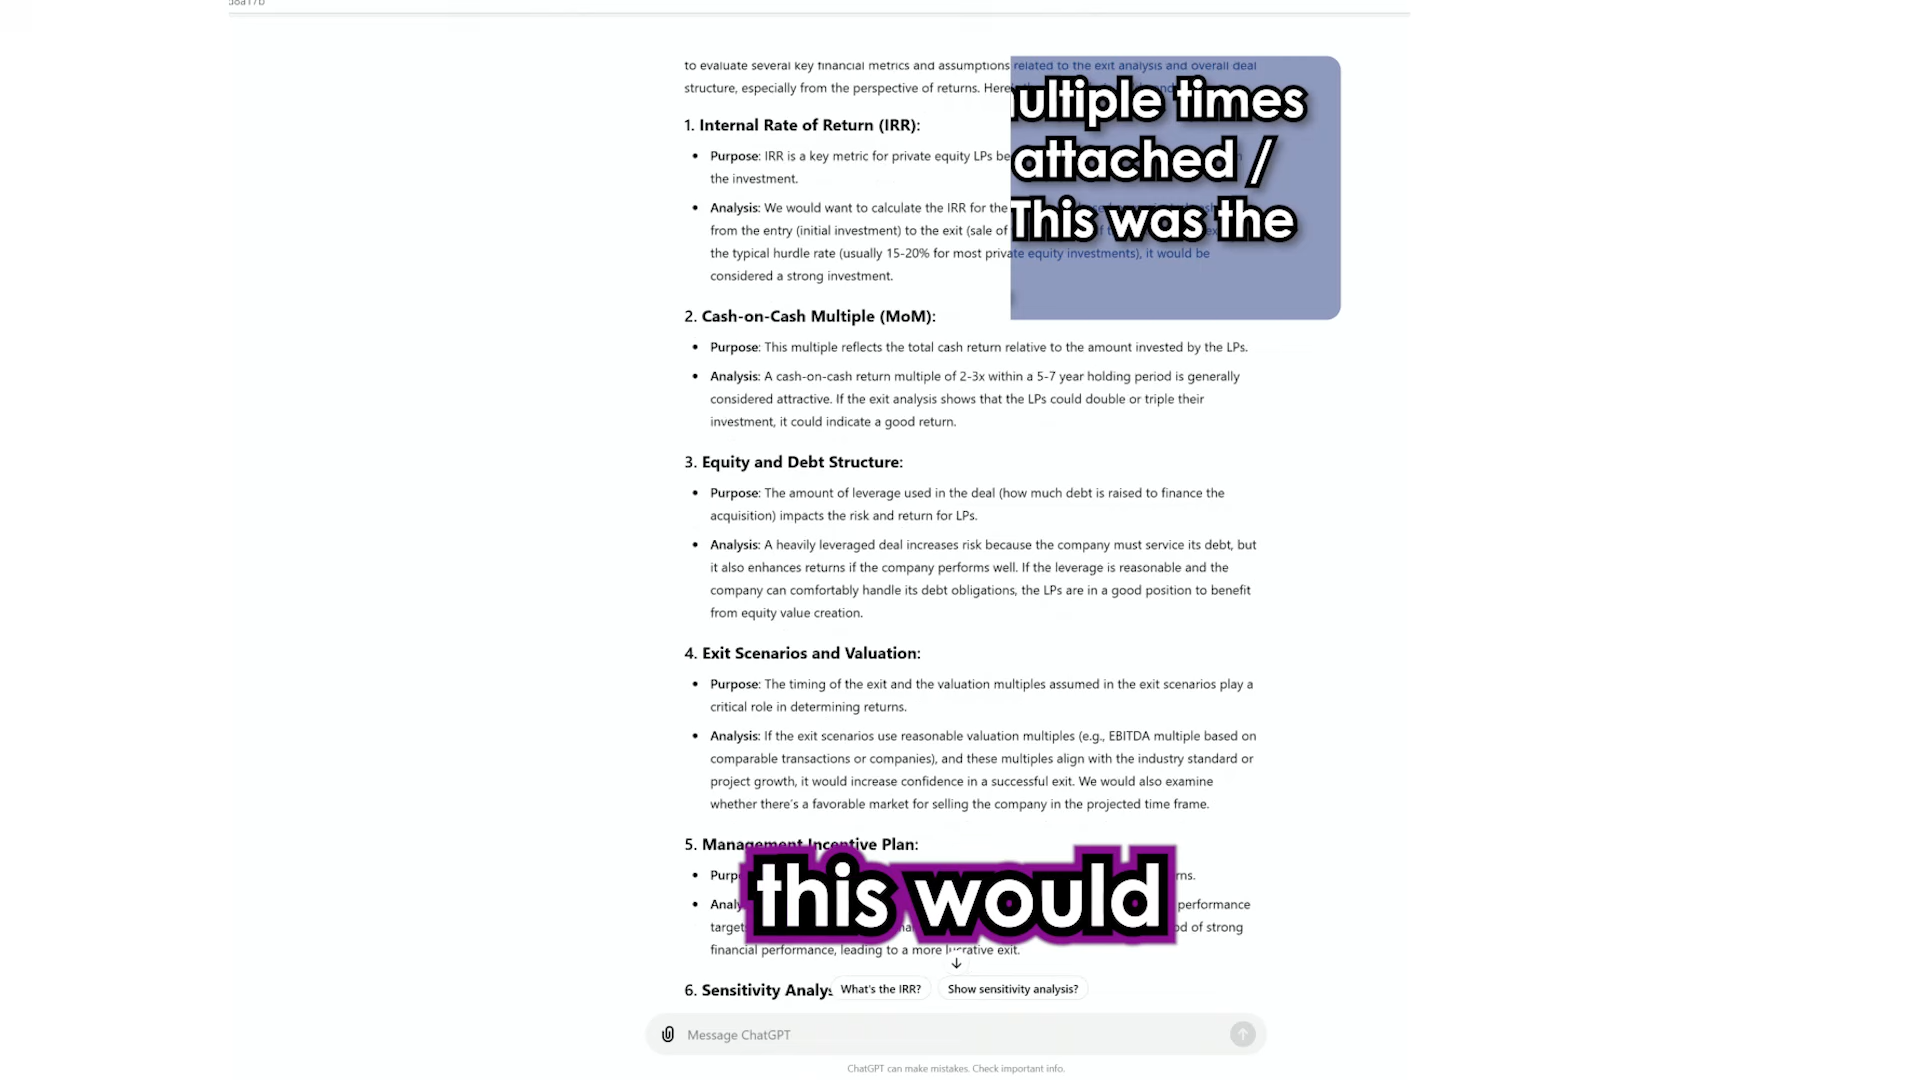 d8a17b
to evaluate several key financial metrics and assumptions related to the exit analysis and overall deal
structure, especially from the perspective of returns. Here
ultiple times
attached /
This was the
1. Internal Rate of Return (IRR):
Purpose: IRR is a key metric for private equity LPs be
the investment.
Analysis: We would want to calculate the IRR for the
from the entry (initial investment) to the exit (sale of
the typical hurdle rate (usually 15-20% for most private equity investments), it would be
considered a strong investment.
2. Cash-on-Cash Multiple (MoM):
Purpose: This multiple reflects the total cash return relative to the amount invested by the LPs.
Analysis: A cash-on-cash return multiple of 2-3x within a 5-7 year holding period is generally
considered attractive. If the exit analysis shows that the LPs could double or triple their
investment, it could indicate a good return.
3. Equity and Debt Structure:
Purpose: The amount of leverage used in the deal (how much debt is raised to finance the
acquisition) impacts the risk and return for LPs.
Analysis: A heavily leveraged deal increases risk because the company must service its debt, but
it also enhances returns if the company performs well. If the leverage is reasonable and the
company can comfortably handle its debt obligations, the LPs are in a good position to benefit
from equity value creation.
4. Exit Scenarios and Valuation:
Purpose: The timing of the exit and the valuation multiples assumed in the exit scenarios play a
critical role in determining returns.
Analysis: If the exit scenarios use reasonable valuation multiples (e.g., EBITDA multiple based on
comparable transactions or companies), and these multiples align with the industry standard or
project growth, it would increase confidence in a successful exit. We would also examine
whether there's a favorable market for selling the company in the projected time frame.
5. Management Incentive Plan:
Purp rns.
Analy performance
target od of strong
financial performance, leading to a more lucrative exit.
this would
6. Sensitivity Analys
What's the IRR? Show sensitivity analysis?
Message ChatGPT
ChatGPT can make mistakes. Check important info.